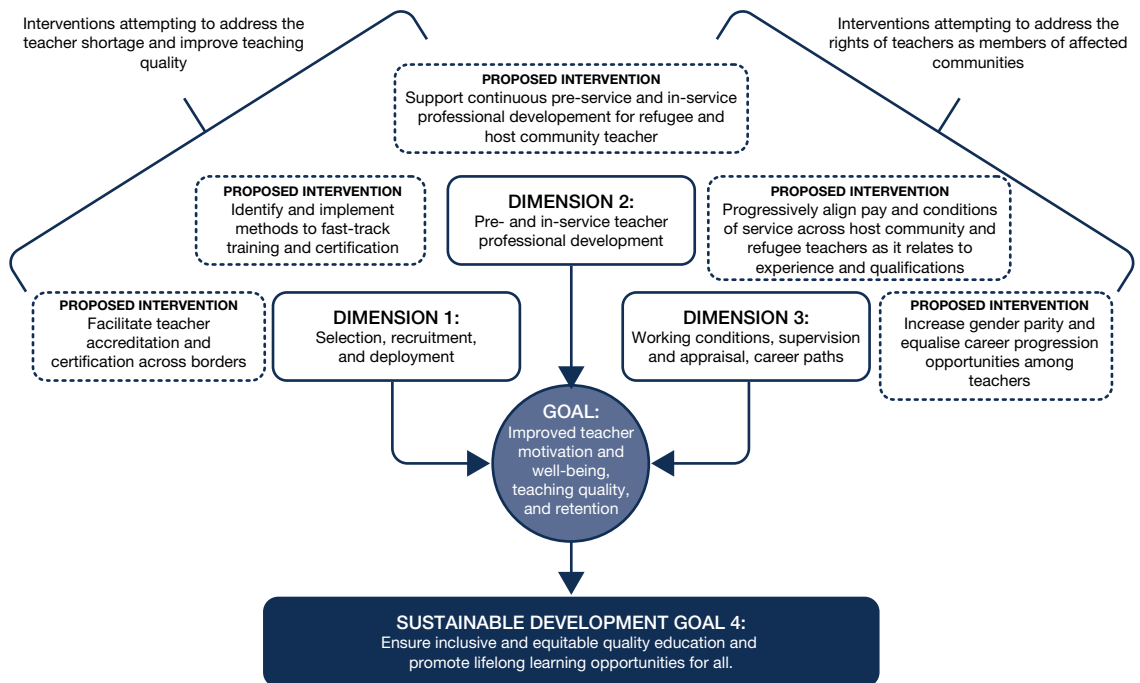 Interventions attempting to address the
teacher shortage and improve teaching
quality
Interventions attempting to address the
rights of teachers as members of affected
communities
PROPOSED INTERVENTION
Support continuous pre-service and in-service
professional developement for refugee and
host community teacher
PROPOSED INTERVENTION
Identify and implement
methods to fast-track
training and certification
DIMENSION 2:
Pre- and in-service teacher
professional development
PROPOSED INTERVENTION
Progressively align pay and conditions
of service across host community and
refugee teachers as it relates to
experience and qualifications
PROPOSED INTERVENTION
Facilitate teacher
accreditation and
certification across borders
DIMENSION 1:
Selection, recruitment,
and deployment
DIMENSION 3:
Working conditions, supervision
and appraisal, career paths
PROPOSED INTERVENTION
Increase gender parity and
equalise career progression
opportunities among
teachers
GOAL:
Improved teacher
motivation and
well-being,
teaching quality,
and retention
SUSTAINABLE DEVELOPMENT GOAL 4:
Ensure inclusive and equitable quality education and
promote lifelong learning opportunities for all.